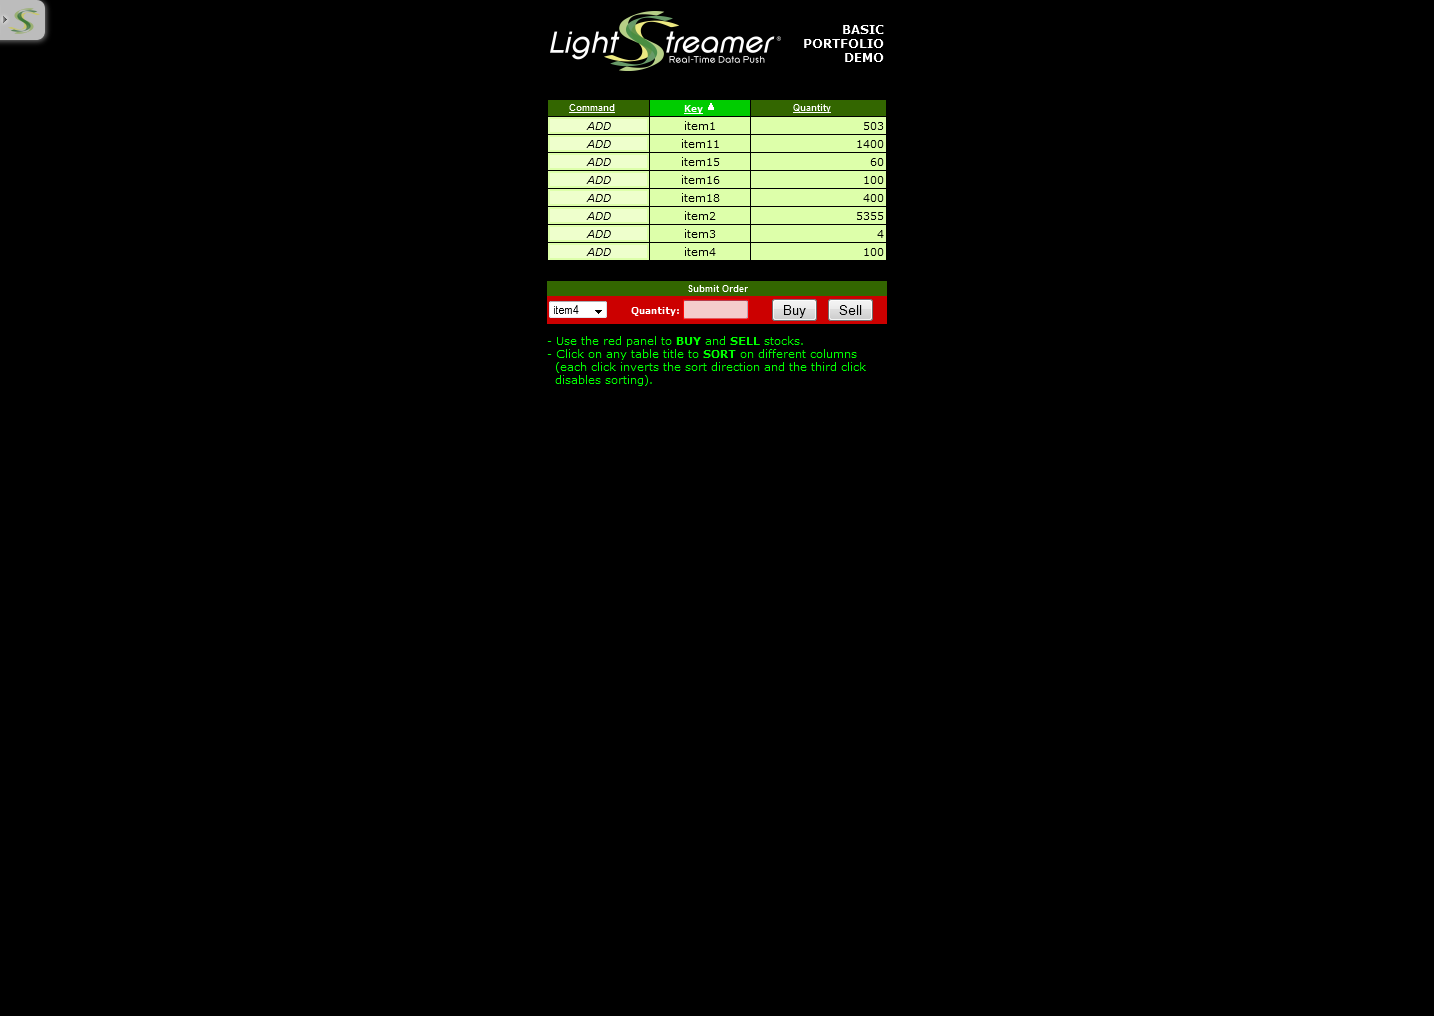 LightStreamer®
Real-Time Data Push
BASIC
PORTFOLIO
DEMO
Command Key Quantity
ADD item1 503
ADD item11 1400
ADD item15 60
ADD item16 100
ADD item18 400
ADD item2 5355
ADD item3 4
ADD item4 100
Submit Order
item4 Quantity: Buy Sell
- Use the red panel to BUY and SELL stocks.
- Click on any table title to SORT on different columns
(each click inverts the sort direction and the third click
disables sorting).